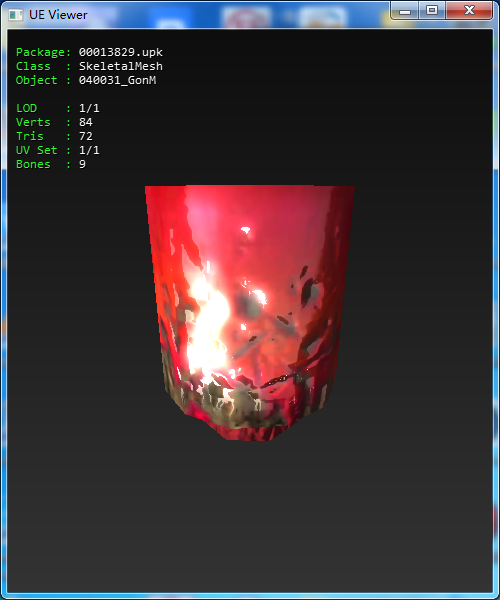 UE Viewer
Package: 00013829.upk
Class : SkeletalMesh
Object : 040031_GonM
LOD : 1/1
Verts : 84
Tris : 72
UV Set : 1/1
Bones : 9